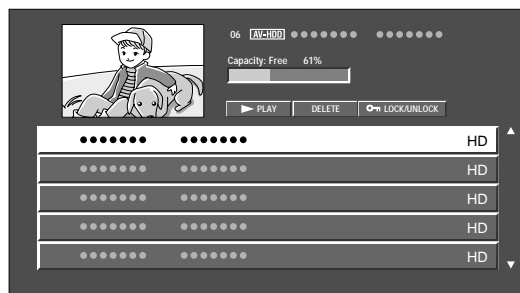 06 AV-HDD ●●●●●●● ●●●●●●●
Capacity: Free 61%
▶ PLAY DELETE LOCK/UNLOCK
●●●●●●● ●●●●●●● HD
●●●●●●● ●●●●●●● HD
●●●●●●● ●●●●●●● HD
●●●●●●● ●●●●●●● HD
●●●●●●● ●●●●●●● HD